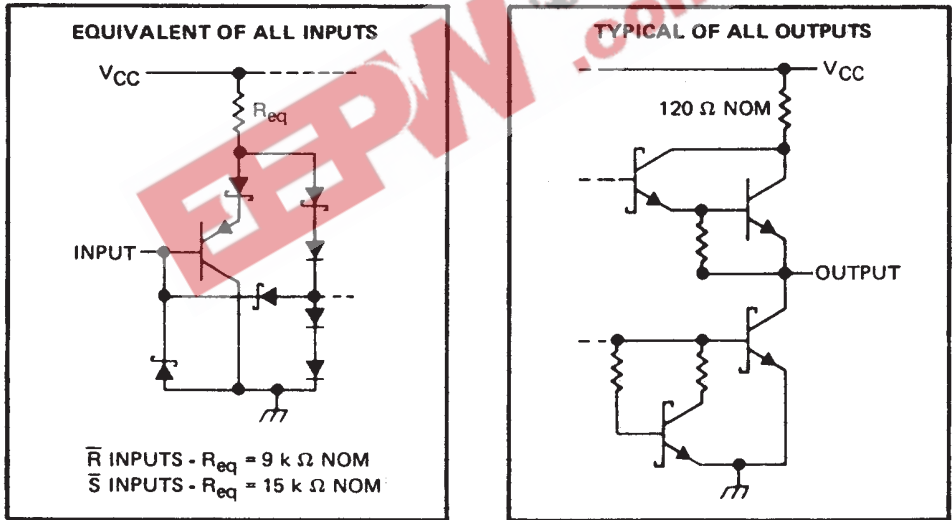 EQUIVALENT OF ALL INPUTS
VCC
Req
INPUT
R̅ INPUTS - Req = 9 k Ω NOM
S̅ INPUTS - Req = 15 k Ω NOM
TYPICAL OF ALL OUTPUTS
VCC
120 Ω NOM
OUTPUT
EEPW.com